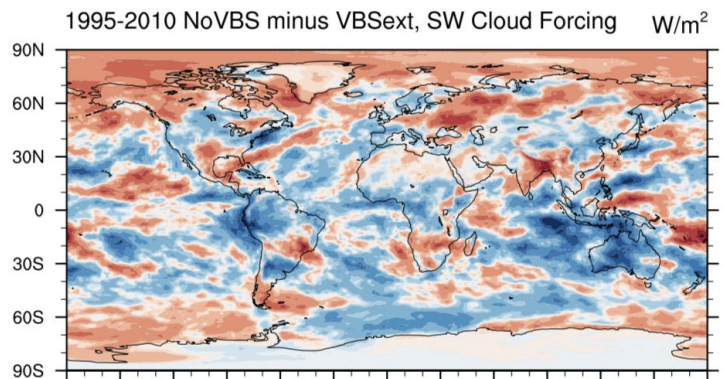 1995-2010 NoVBS minus VBSext, SW Cloud Forcing W/m²
90N
60N
30N
0
30S
60S
90S